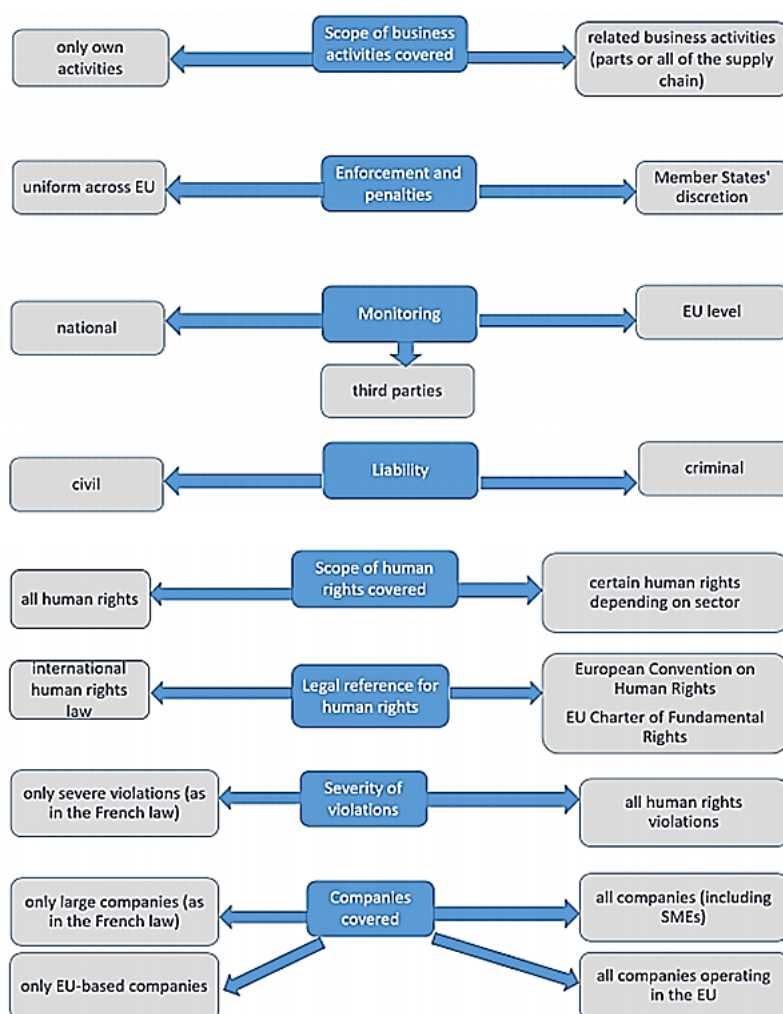 only own
activities
Scope of business
activities covered
related business activities
(parts or all of the supply
chain)
uniform across EU
Enforcement and
penalties
Member States'
discretion
national
Monitoring
EU level
third parties
civil
Liability
criminal
all human rights
Scope of human
rights covered
certain human rights
depending on sector
international
human rights
law
Legal reference for
human rights
European Convention on
Human Rights
EU Charter of Fundamental
Rights
only severe violations (as
in the French law)
Severity of
violations
all human rights
violations
only large companies (as
in the French law)
Companies
covered
all companies (including
SMEs)
only EU-based companies
all companies operating
in the EU